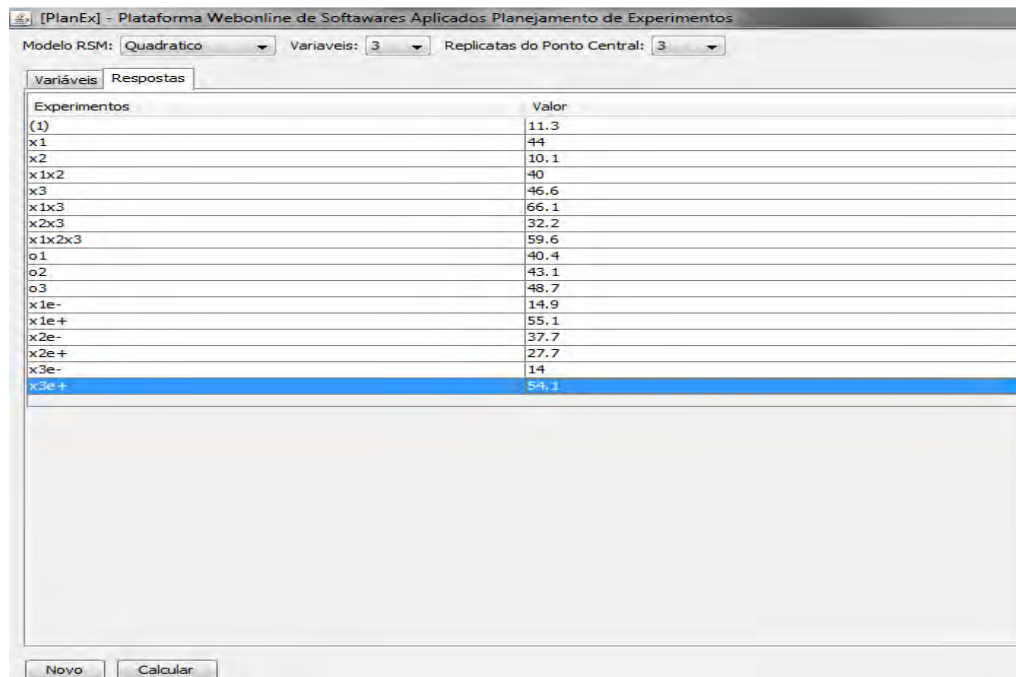 [PlanEx] - Plataforma Webonline de Softawares Aplicados Planejamento de Experimentos
Modelo RSM: Quadratico Variaveis: 3 Replicatas do Ponto Central: 3
Variáveis Respostas
Experimentos Valor
(1) 11.3
x1 44
x2 10.1
x1x2 40
x3 46.6
x1x3 66.1
x2x3 32.2
x1x2x3 59.6
o1 40.4
o2 43.1
o3 48.7
x1e- 14.9
x1e+ 55.1
x2e- 37.7
x2e+ 27.7
x3e- 14
x3e+ 54.1
Novo Calcular